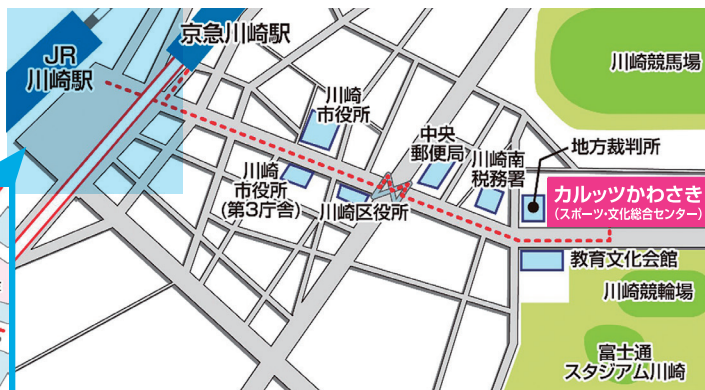 京急川崎駅
JR
川崎駅
川崎競馬場
川崎
市役所
中央
郵便局
川崎南
税務署
地方裁判所
川崎
市役所
(第3庁舎)
川崎区役所
カルッツかわさき
(スポーツ・文化総合センター)
教育文化会館
川崎競輪場
富士通
スタジアム川崎